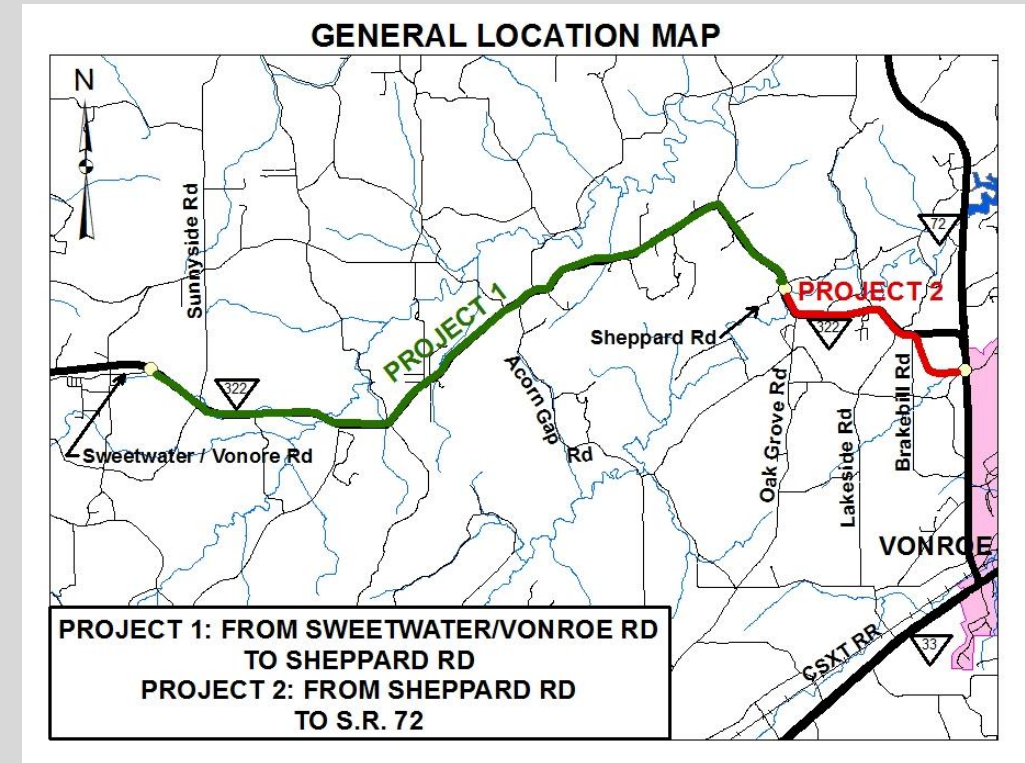 GENERAL LOCATION MAP
N
72
Sunnyside Rd
PROJECT 1
PROJECT 2
322
Sheppard Rd
Acorn Gap
Rd
322
Sweetwater / Vonore Rd
Oak Grove Rd
Lakeside Rd
Brakebill Rd
VONROE
CSXT RR
33
PROJECT 1: FROM SWEETWATER/VONROE RD
TO SHEPPARD RD
PROJECT 2: FROM SHEPPARD RD
TO S.R. 72